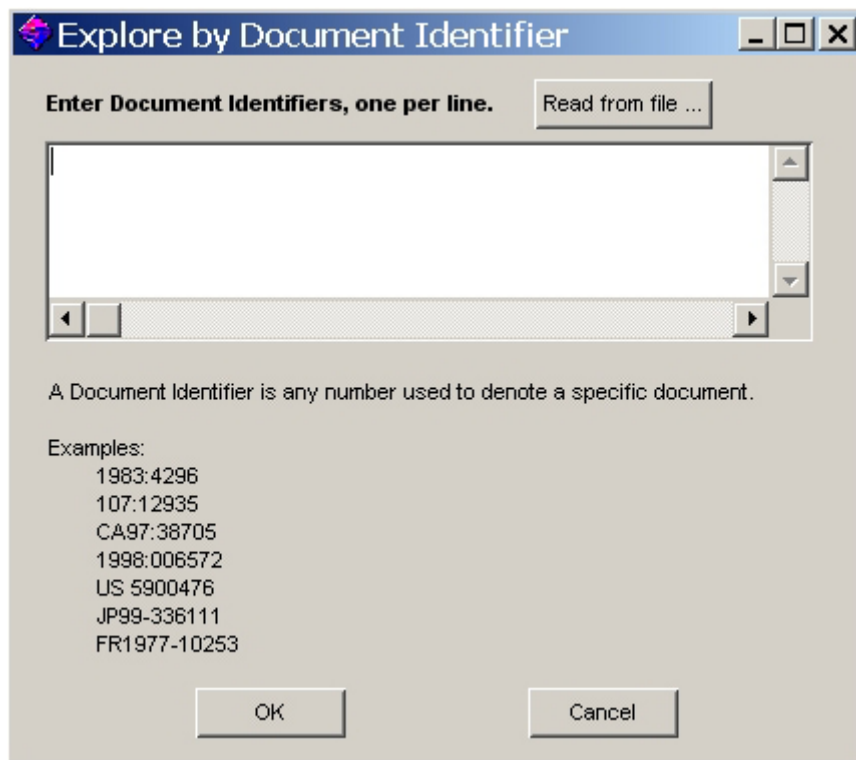 Explore by Document Identifier
Enter Document Identifiers, one per line.
Read from file ...
A Document Identifier is any number used to denote a specific document.
Examples:
1983:4296
107:12935
CA97:38705
1998:006572
US 5900476
JP99-336111
FR1977-10253
OK
Cancel